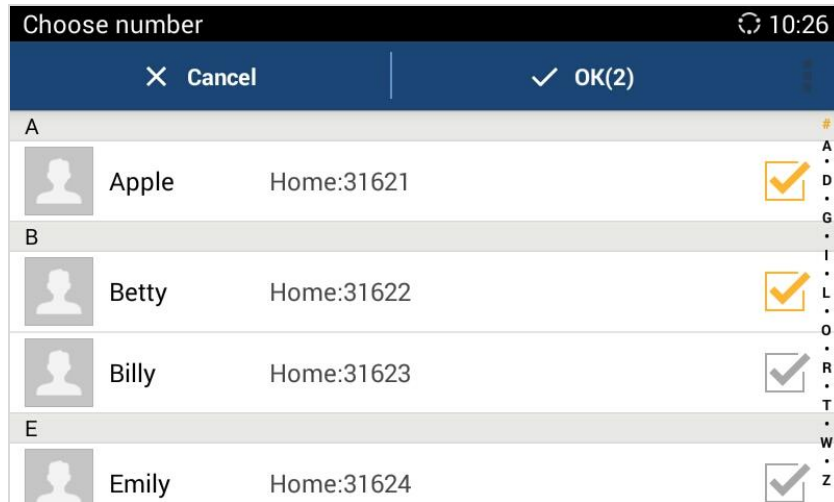 Choose number 10:26
Cancel OK(2)
A
Apple Home:31621
B
Betty Home:31622
Billy Home:31623
E
Emily Home:31624
#
A
D
G
I
L
O
R
T
W
Z